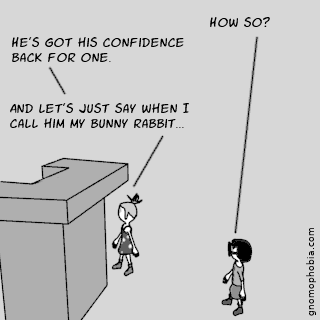 HOW SO?
HE'S GOT HIS CONFIDENCE
BACK FOR ONE.
AND LET'S JUST SAY WHEN I
CALL HIM MY BUNNY RABBIT...
gnomophobia.com